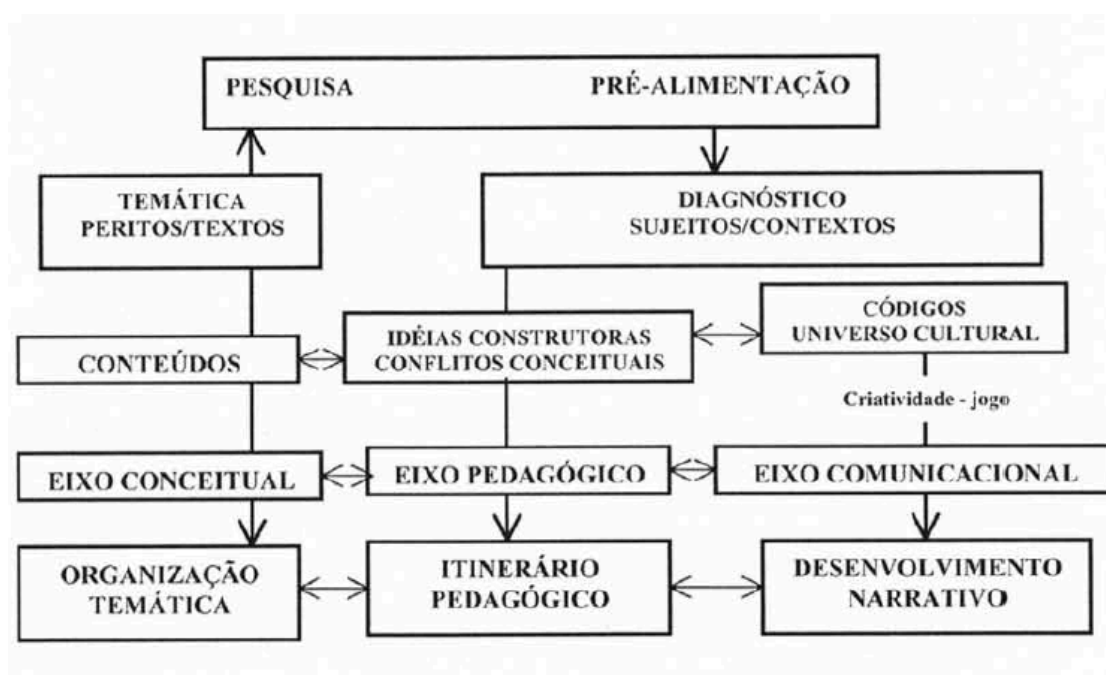 PESQUISA PRÉ-ALIMENTAÇÃO
TEMÁTICA
PERITOS/TEXTOS
DIAGNÓSTICO
SUJEITOS/CONTEXTOS
CONTEÚDOS
IDÉIAS CONSTRUTORAS
CONFLITOS CONCEITUAIS
CÓDIGOS
UNIVERSO CULTURAL
Criatividade - jogo
EIXO CONCEITUAL
EIXO PEDAGÓGICO
EIXO COMUNICACIONAL
ORGANIZAÇÃO
TEMÁTICA
ITINERÁRIO
PEDAGÓGICO
DESENVOLVIMENTO
NARRATIVO